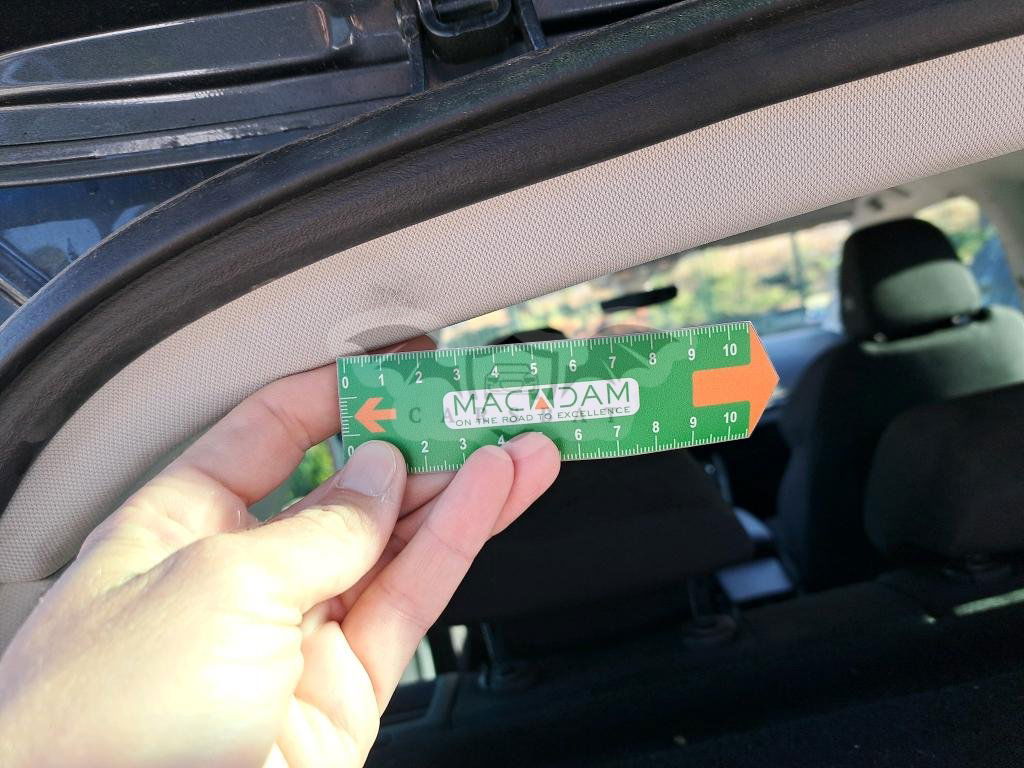 0 1 2 3 4 5 6 7 8 9 10
MACADAM
ON THE ROAD TO EXCELLENCE
0 2 3 4 6 7 8 9 10